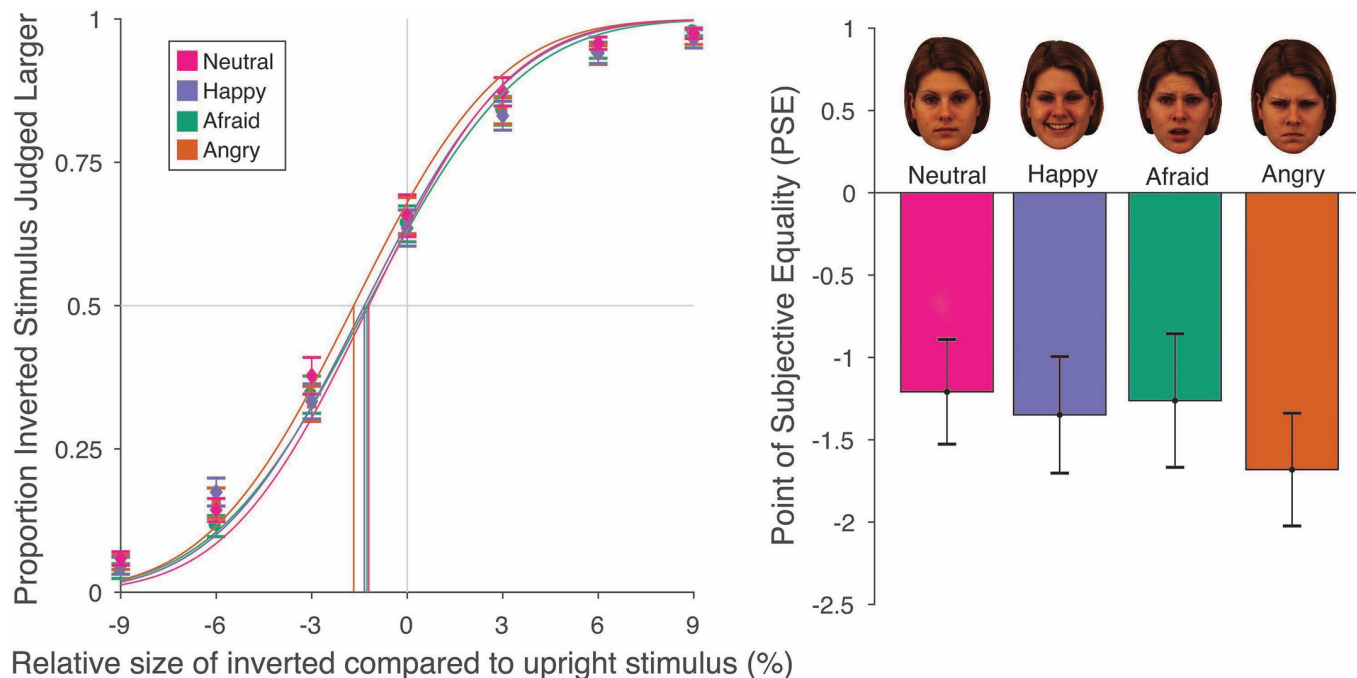 Proportion Inverted Stimulus Judged Larger
1
0.75
0.5
0.25
0
Neutral
Happy
Afraid
Angry
-9
-6
-3
0
3
6
9
Relative size of inverted compared to upright stimulus (%)
Point of Subjective Equality (PSE)
1
0.5
0
-0.5
-1
-1.5
-2
-2.5
Neutral
Happy
Afraid
Angry